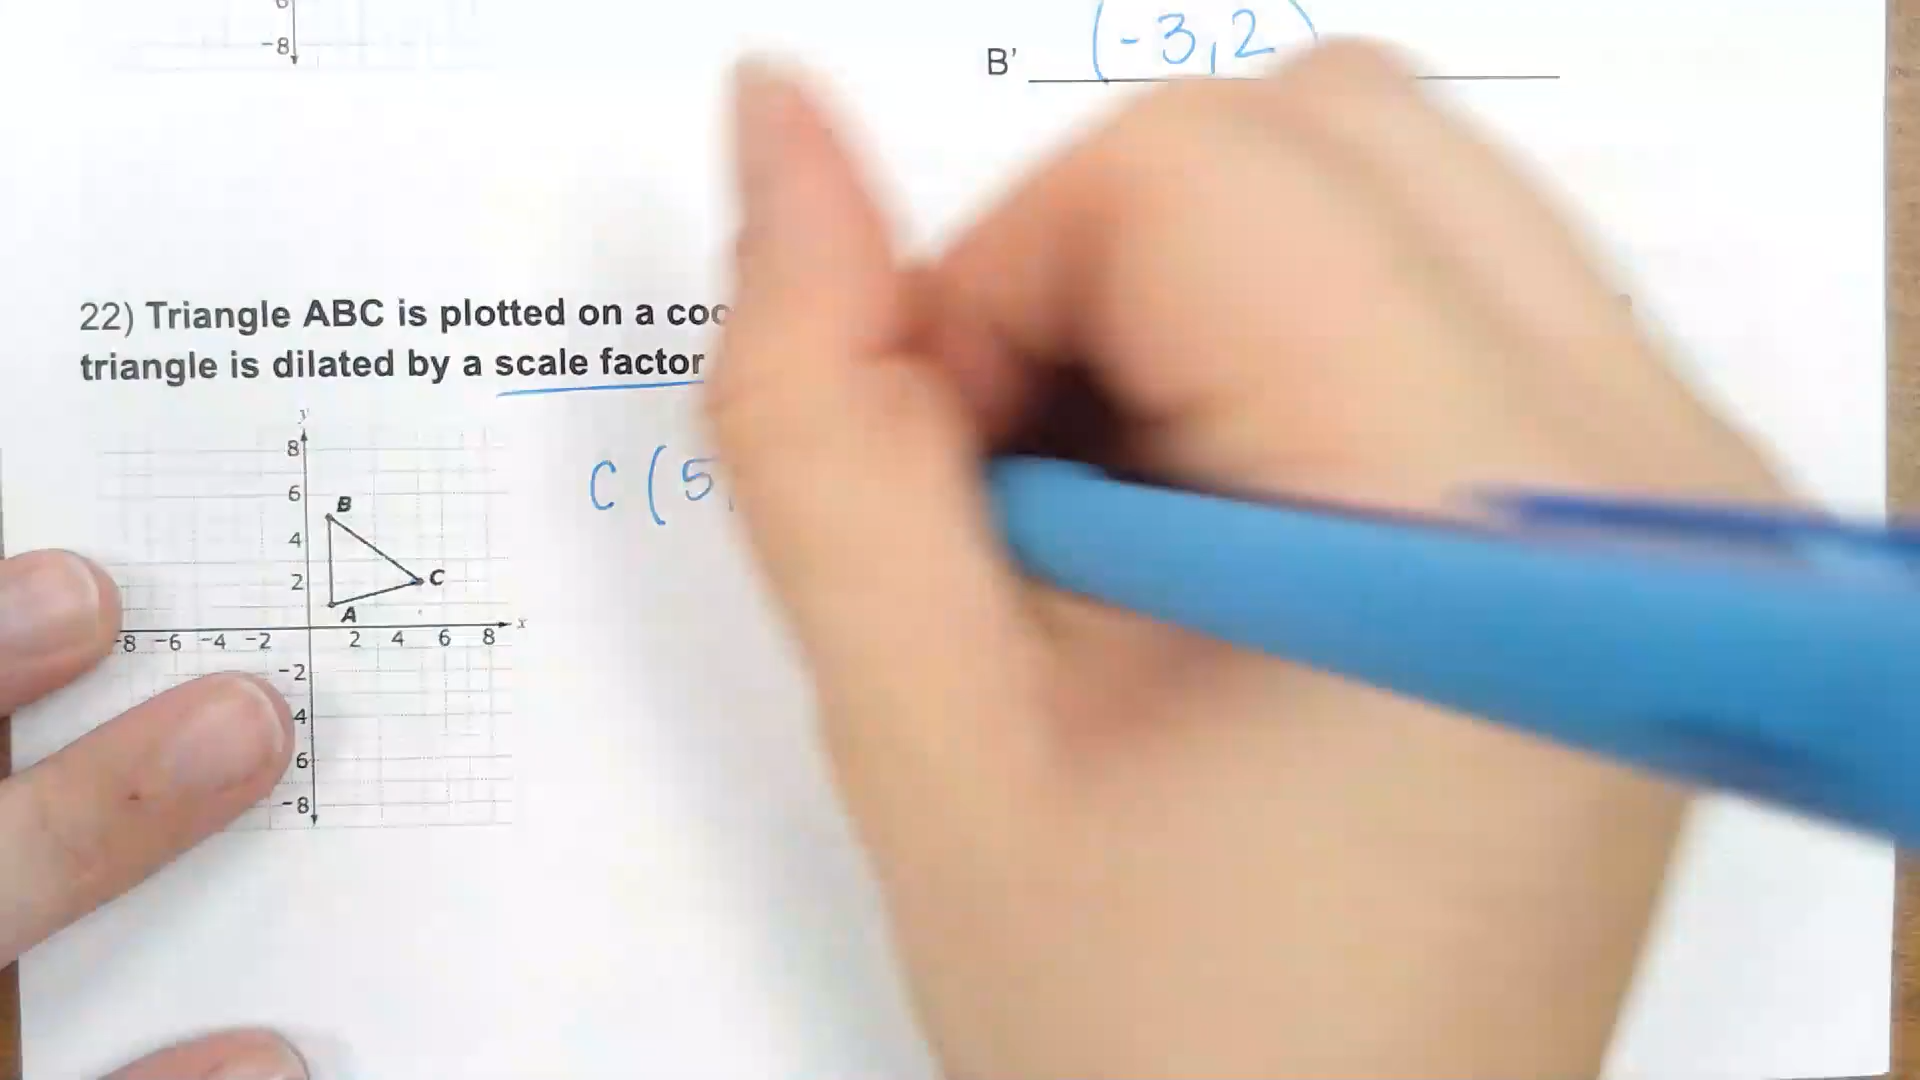 -8
B' (-3,2)
22) Triangle ABC is plotted on a
triangle is dilated by a scale factor
y
8
6
4
2
B
C
A
C (5
-8 -6 -4 -2 2 4 6 8 x
-2
4
6
-8